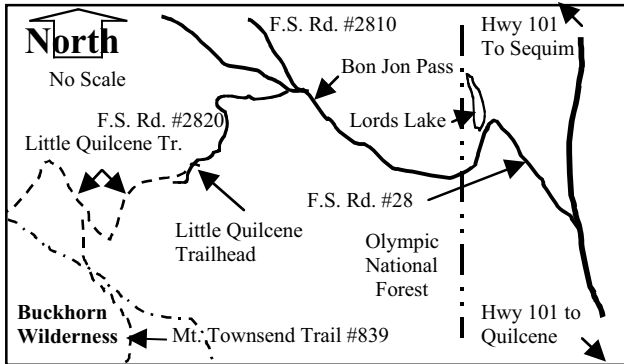 North
No Scale
F.S. Rd. #2810
Hwy 101
To Sequim
Bon Jon Pass
Lords Lake
F.S. Rd. #2820
Little Quilcene Tr.
F.S. Rd. #28
Little Quilcene
Trailhead
Olympic
National
Forest
Buckhorn
Wilderness
Mt. Townsend Trail #839
Hwy 101 to
Quilcene